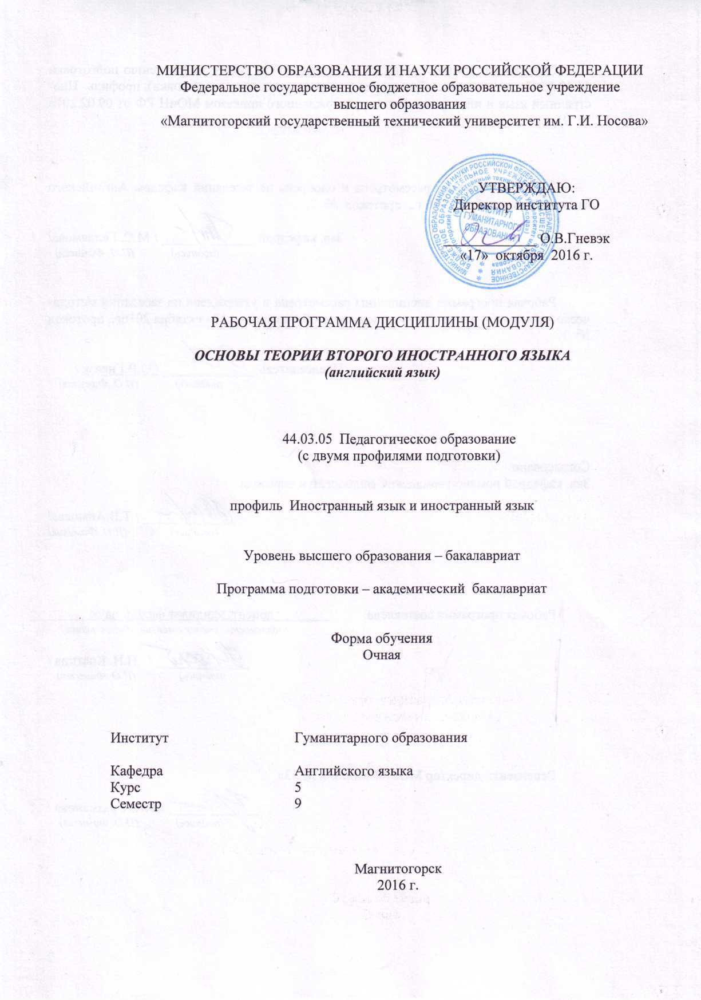 МИНИСТЕРСТВО ОБРАЗОВАНИЯ И НАУКИ РОССИЙСКОЙ ФЕДЕРАЦИИ
Федеральное государственное бюджетное образовательное учреждение
высшего образования
«Магнитогорский государственный технический университет им. Г.И. Носова»
УТВЕРЖДАЮ:
Директор института ГО
О.В.Гневэк
«17» октября 2016 г.
ИНСТИТУТ
ГУМАНИТАРНОГО
ОБРАЗОВАНИЯ
РАБОЧАЯ ПРОГРАММА ДИСЦИПЛИНЫ (МОДУЛЯ)
ОСНОВЫ ТЕОРИИ ВТОРОГО ИНОСТРАННОГО ЯЗЫКА
(английский язык)
44.03.05 Педагогическое образование
(с двумя профилями подготовки)
профиль Иностранный язык и иностранный язык
Уровень высшего образования – бакалавриат
Программа подготовки – академический бакалавриат
Форма обучения
Очная
Институт Гуманитарного образования
Кафедра Английского языка
Курс 5
Семестр 9
Магнитогорск
2016 г.